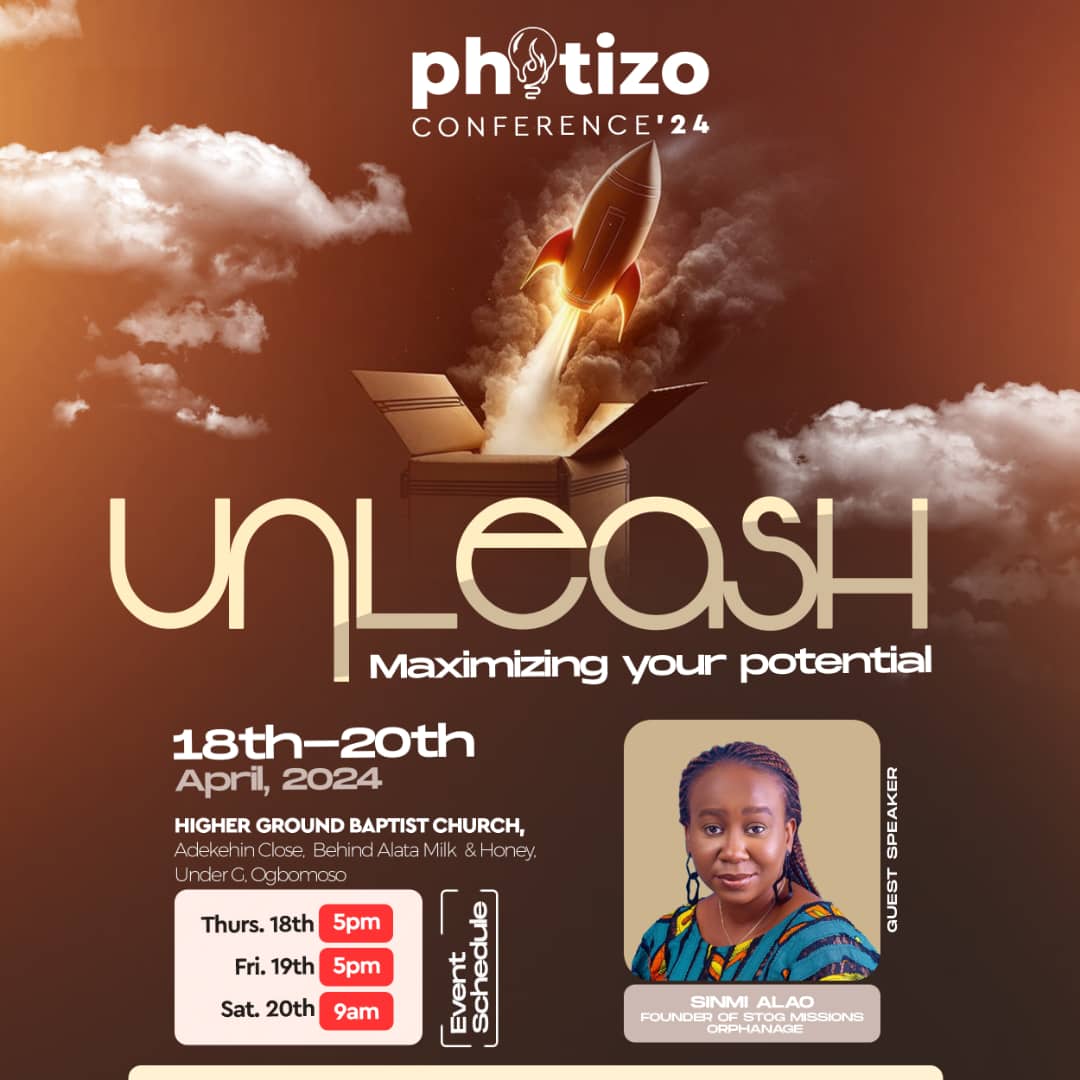 photizo
CONFERENCE'24
UNLEASH
Maximizing your potential
18th–20th
April, 2024
HIGHER GROUND BAPTIST CHURCH,
Adekehin Close, Behind Alata Milk & Honey,
Under G, Ogbomoso
Thurs. 18th 5pm
Fri. 19th 5pm
Sat. 20th 9am
Event
Schedule
GUEST SPEAKER
SINMI ALAO
FOUNDER OF STOG MISSIONS
ORPHANAGE